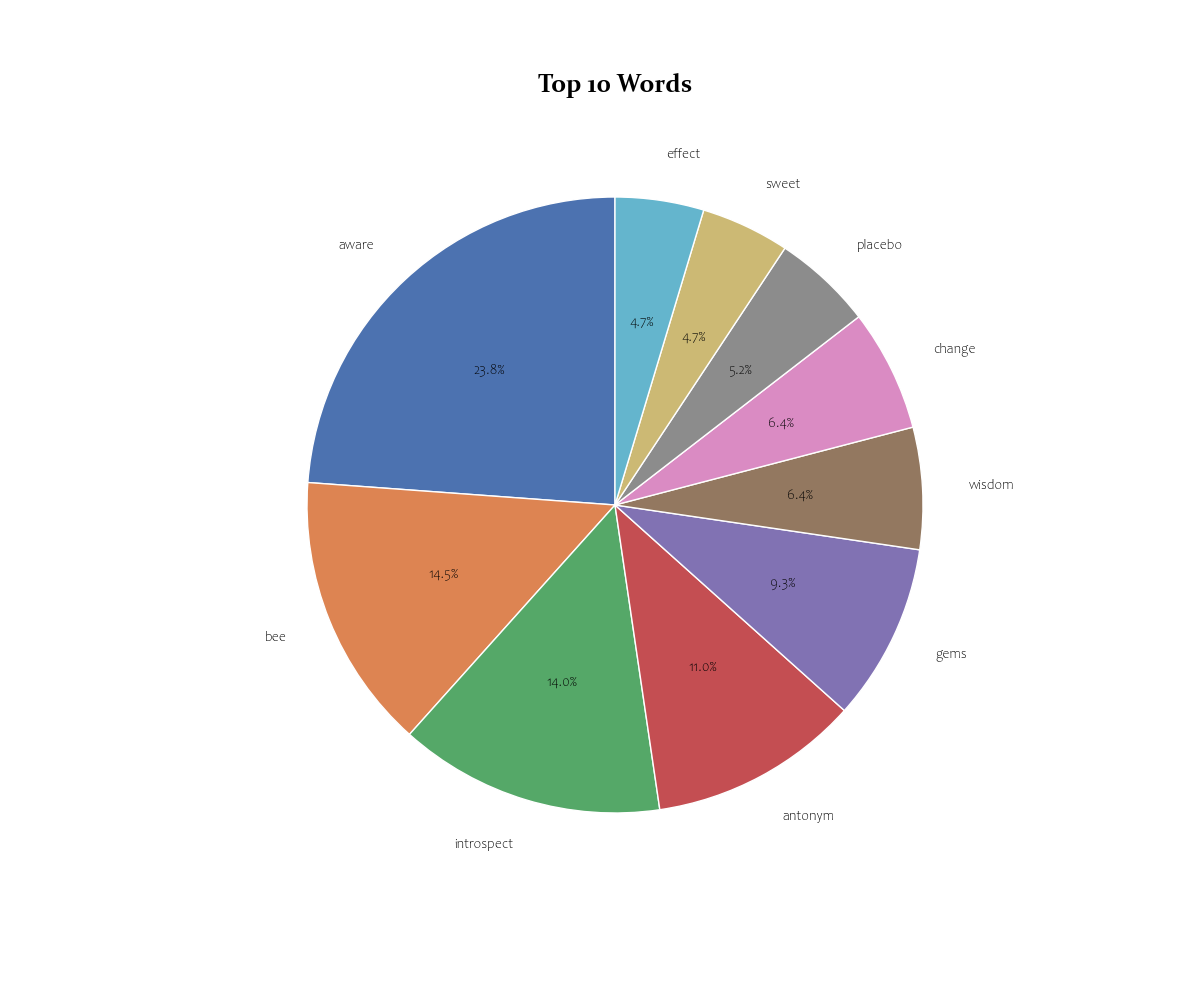 Top 10 Words
effect
sweet
placebo
aware
change
4.7%
4.7%
5.2%
23.8%
6.4%
wisdom
6.4%
14.5%
9.3%
bee
gems
11.0%
14.0%
antonym
introspect